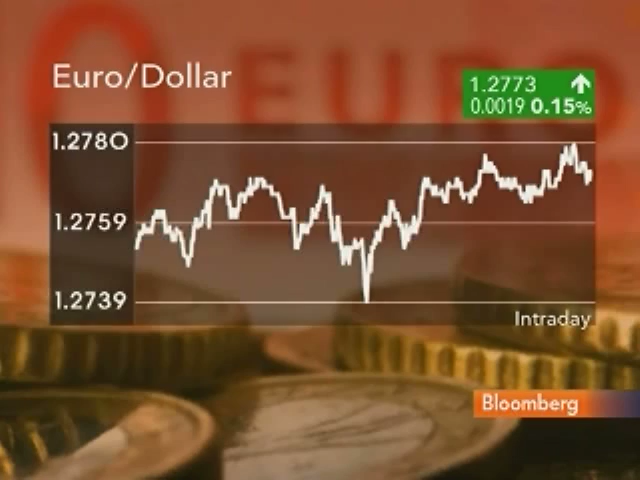 EURO
Euro/Dollar
1.2773
0.0019 0.15%
1.2780
1.2759
1.2739
Intraday
Bloomberg